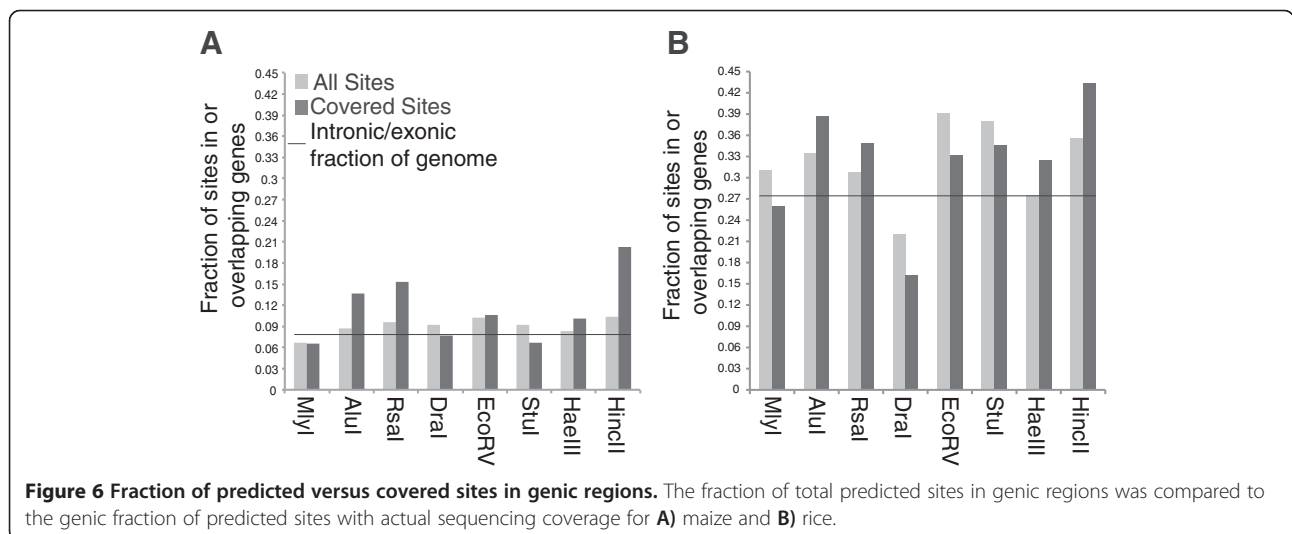 A
Fraction of sites in or
overlapping genes
0.45
0.42
0.39
0.36
0.33
0.3
0.27
0.24
0.21
0.18
0.15
0.12
0.09
0.06
0.03
0
All Sites
Covered Sites
Intronic/exonic
fraction of genome
MlyI
AluI
RsaI
DraI
EcoRV
StuI
HaeIII
HincII
B
Fraction of sites in or
overlapping genes
0.45
0.42
0.39
0.36
0.33
0.3
0.27
0.24
0.21
0.18
0.15
0.12
0.09
0.06
0.03
0
MlyI
AluI
RsaI
DraI
EcoRV
StuI
HaeIII
HincII
Figure 6 Fraction of predicted versus covered sites in genic regions. The fraction of total predicted sites in genic regions was compared to
the genic fraction of predicted sites with actual sequencing coverage for A) maize and B) rice.